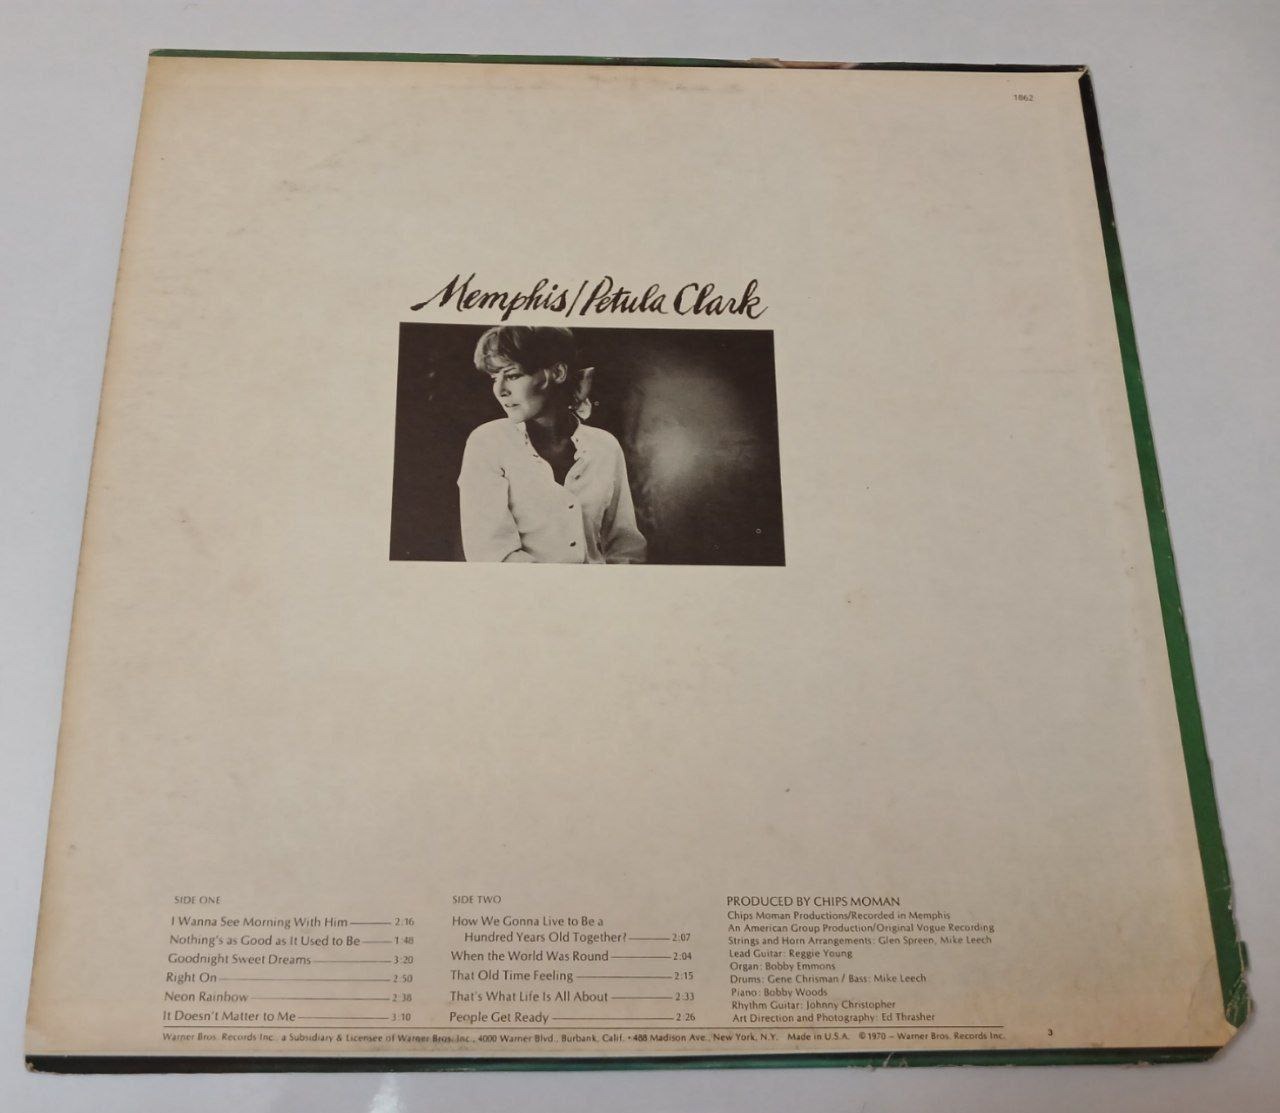 1862
Memphis/Petula Clark
SIDE ONE
I Wanna See Morning With Him 2:16
Nothing's as Good as It Used to Be 1:48
Goodnight Sweet Dreams 3:20
Right On 2:50
Neon Rainbow 2:38
It Doesn't Matter to Me 3:10
SIDE TWO
How We Gonna Live to Be a
Hundred Years Old Together? 2:07
When the World Was Round 2:04
That Old Time Feeling 2:15
That's What Life Is All About 2:33
People Get Ready 2:26
PRODUCED BY CHIPS MOMAN
Chips Moman Productions/Recorded in Memphis
An American Group Production/Original Vogue Recording
Strings and Horn Arrangements: Glen Spreen, Mike Leech
Lead Guitar: Reggie Young
Organ: Bobby Emmons
Drums: Gene Chrisman / Bass: Mike Leech
Piano: Bobby Woods
Rhythm Guitar: Johnny Christopher
Art Direction and Photography: Ed Thrasher
Warner Bros. Records Inc., a Subsidiary & Licensee of Warner Bros. Inc., 4000 Warner Blvd., Burbank, Calif. • 488 Madison Ave., New York, N.Y. Made in U.S.A. © 1970 – Warner Bros. Records Inc.
3